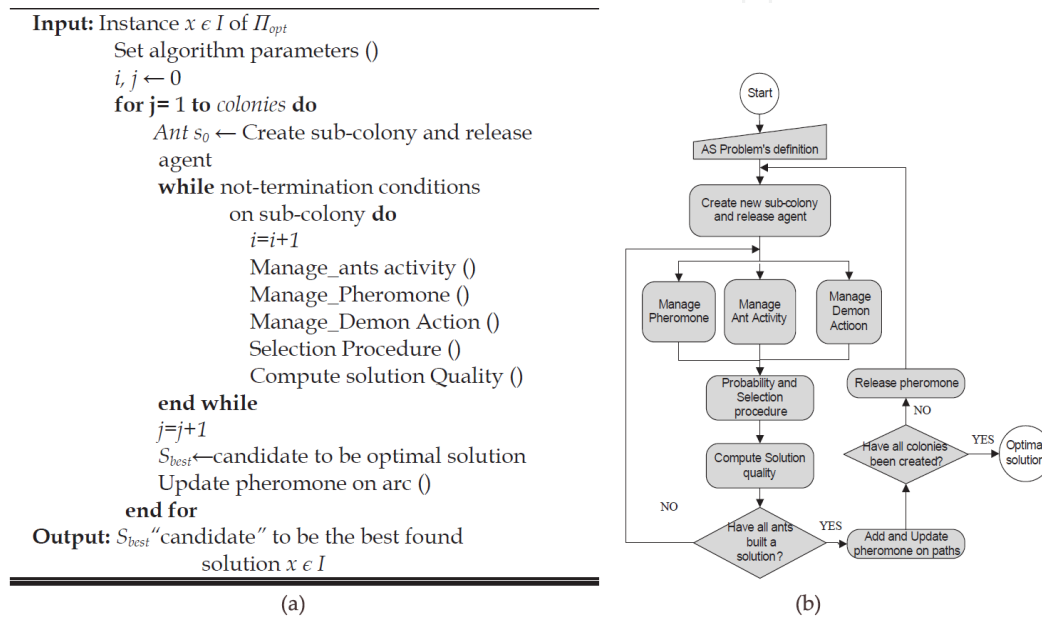 Input: Instance x ϵ I of Π_opt
Set algorithm parameters ()
i, j ← 0
for j= 1 to colonies do
Ant s₀ ← Create sub-colony and release
agent
while not-termination conditions
on sub-colony do
i=i+1
Manage_ants activity ()
Manage_Pheromone ()
Manage_Demon Action ()
Selection Procedure ()
Compute solution Quality ()
end while
j=j+1
S_best←candidate to be optimal solution
Update pheromone on arc ()
end for
Output: S_best “candidate” to be the best found
solution x ϵ I
(a)
Start
AS Problem's definition
Create new sub-colony
and release agent
Manage
Pheromone
Manage
Ant Activity
Manage
Demon
Actioon
Probability and
Selection
procedure
Compute Solution
quality
NO
Have all ants
built a
solution?
YES
Add and Update
pheromone on paths
Have all colonies
been created?
NO
Release pheromone
YES
Optimal
solution
(b)